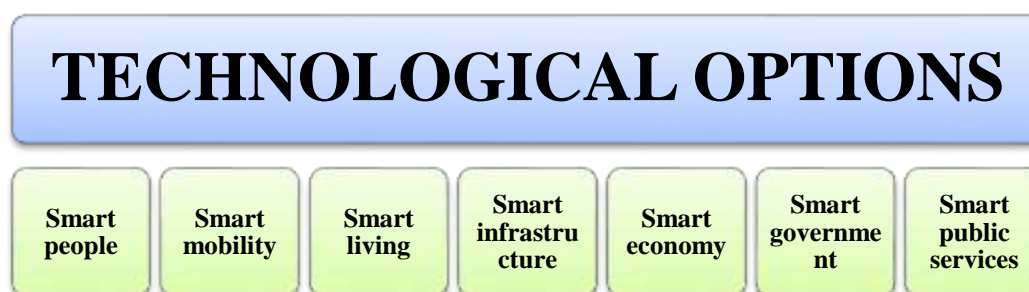 TECHNOLOGICAL OPTIONS
Smart
people
Smart
mobility
Smart
living
Smart
infrastru
cture
Smart
economy
Smart
governme
nt
Smart
public
services